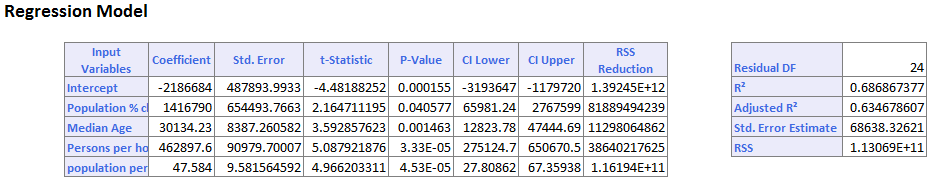 Regression Model
Input Variables Coefficient Std. Error t-Statistic P-Value CI Lower CI Upper RSS Reduction
Intercept -2186684 487893.9933 -4.48188252 0.000155 -3193647 -1179720 1.39245E+12
Population % cl 1416790 654493.7663 2.164711195 0.040577 65981.24 2767599 81889494239
Median Age 30134.23 8387.260582 3.592857623 0.001463 12823.78 47444.69 11298064862
Persons per ho 462897.6 90979.70007 5.087921876 3.33E-05 275124.7 650670.5 38640217625
population per 47.584 9.581564592 4.966203311 4.53E-05 27.80862 67.35938 1.16194E+11
Residual DF 24
R² 0.686867377
Adjusted R² 0.634678607
Std. Error Estimate 68638.32621
RSS 1.13069E+11